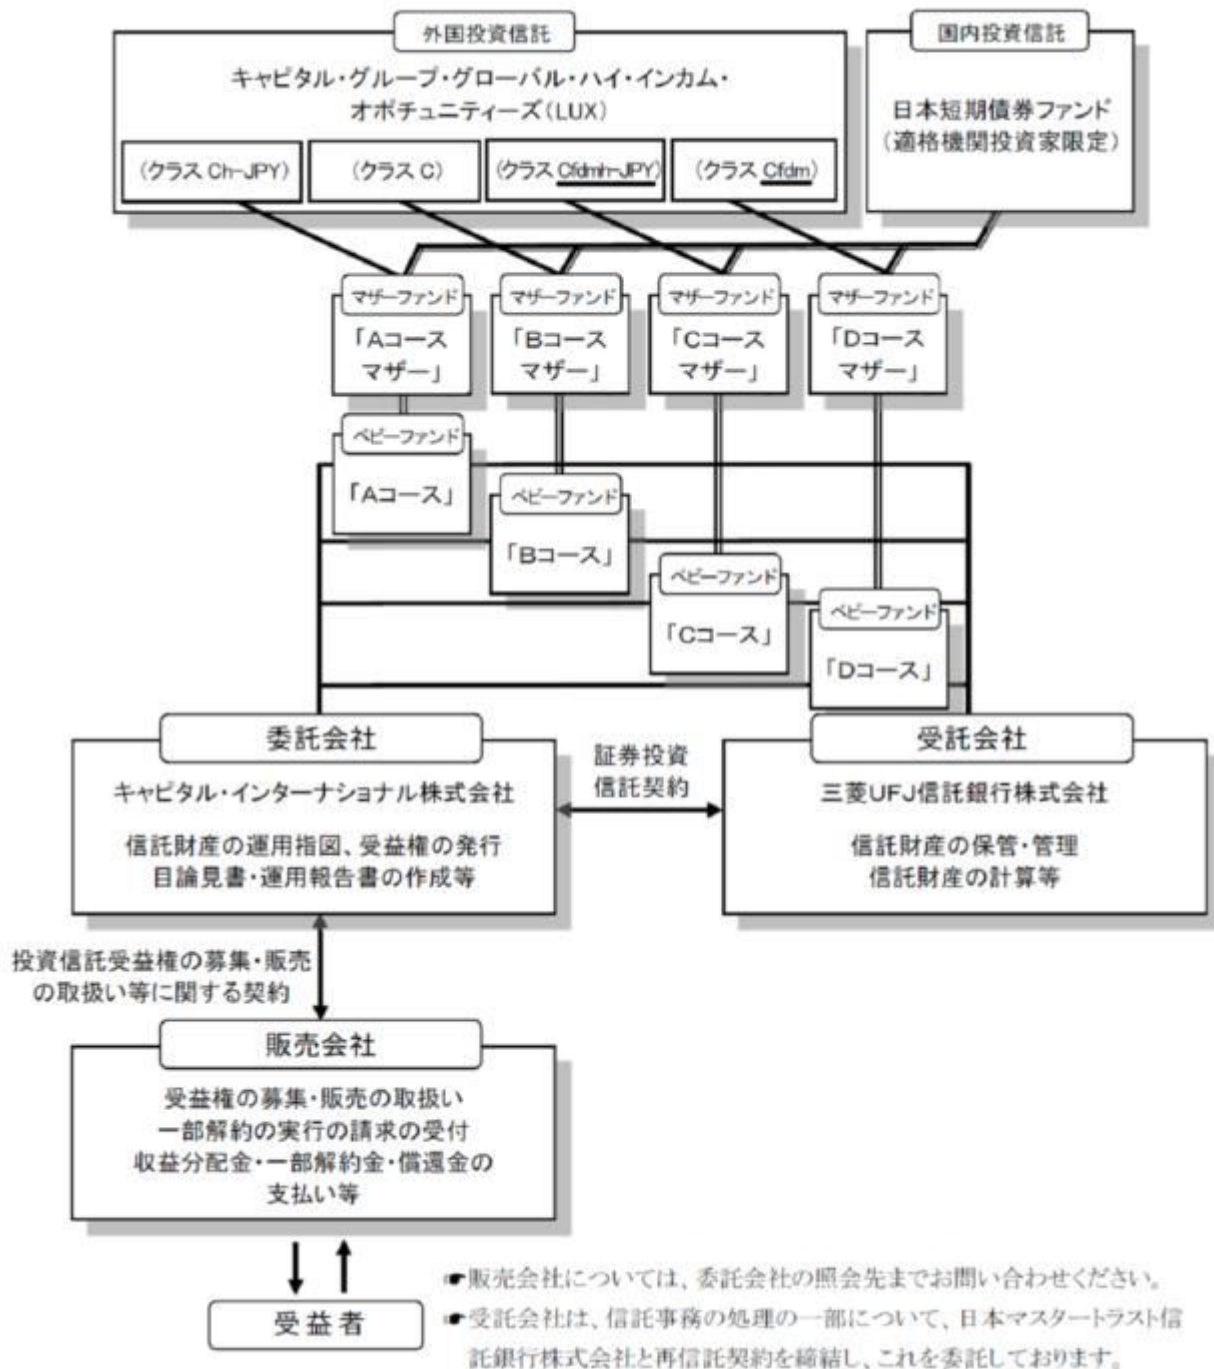 外国投資信託
国内投資信託
キャピタル・グループ・グローバル・ハイ・インカム・
オポチュニティーズ(LUX)
日本短期債券ファンド
(適格機関投資家限定)
(クラス Ch-JPY)
(クラス C)
(クラス Cfdmh-JPY)
(クラス Cfdm)
マザーファンド
マザーファンド
マザーファンド
マザーファンド
「Aコース
マザー」
「Bコース
マザー」
「Cコース
マザー」
「Dコース
マザー」
ベビーファンド
「Aコース」
ベビーファンド
「Bコース」
ベビーファンド
「Cコース」
ベビーファンド
「Dコース」
委託会社
キャピタル・インターナショナル株式会社
信託財産の運用指図、受益権の発行
目論見書・運用報告書の作成等
証券投資
信託契約
受託会社
三菱UFJ信託銀行株式会社
信託財産の保管・管理
信託財産の計算等
投資信託受益権の募集・販売
の取扱い等に関する契約
販売会社
受益権の募集・販売の取扱い
一部解約の実行の請求の受付
収益分配金・一部解約金・償還金の
支払い等
受益者
☛販売会社については、委託会社の照会先までお問い合わせください。
☛受託会社は、信託事務の処理の一部について、日本マスタートラスト信
託銀行株式会社と再信託契約を締結し、これを委託しております。